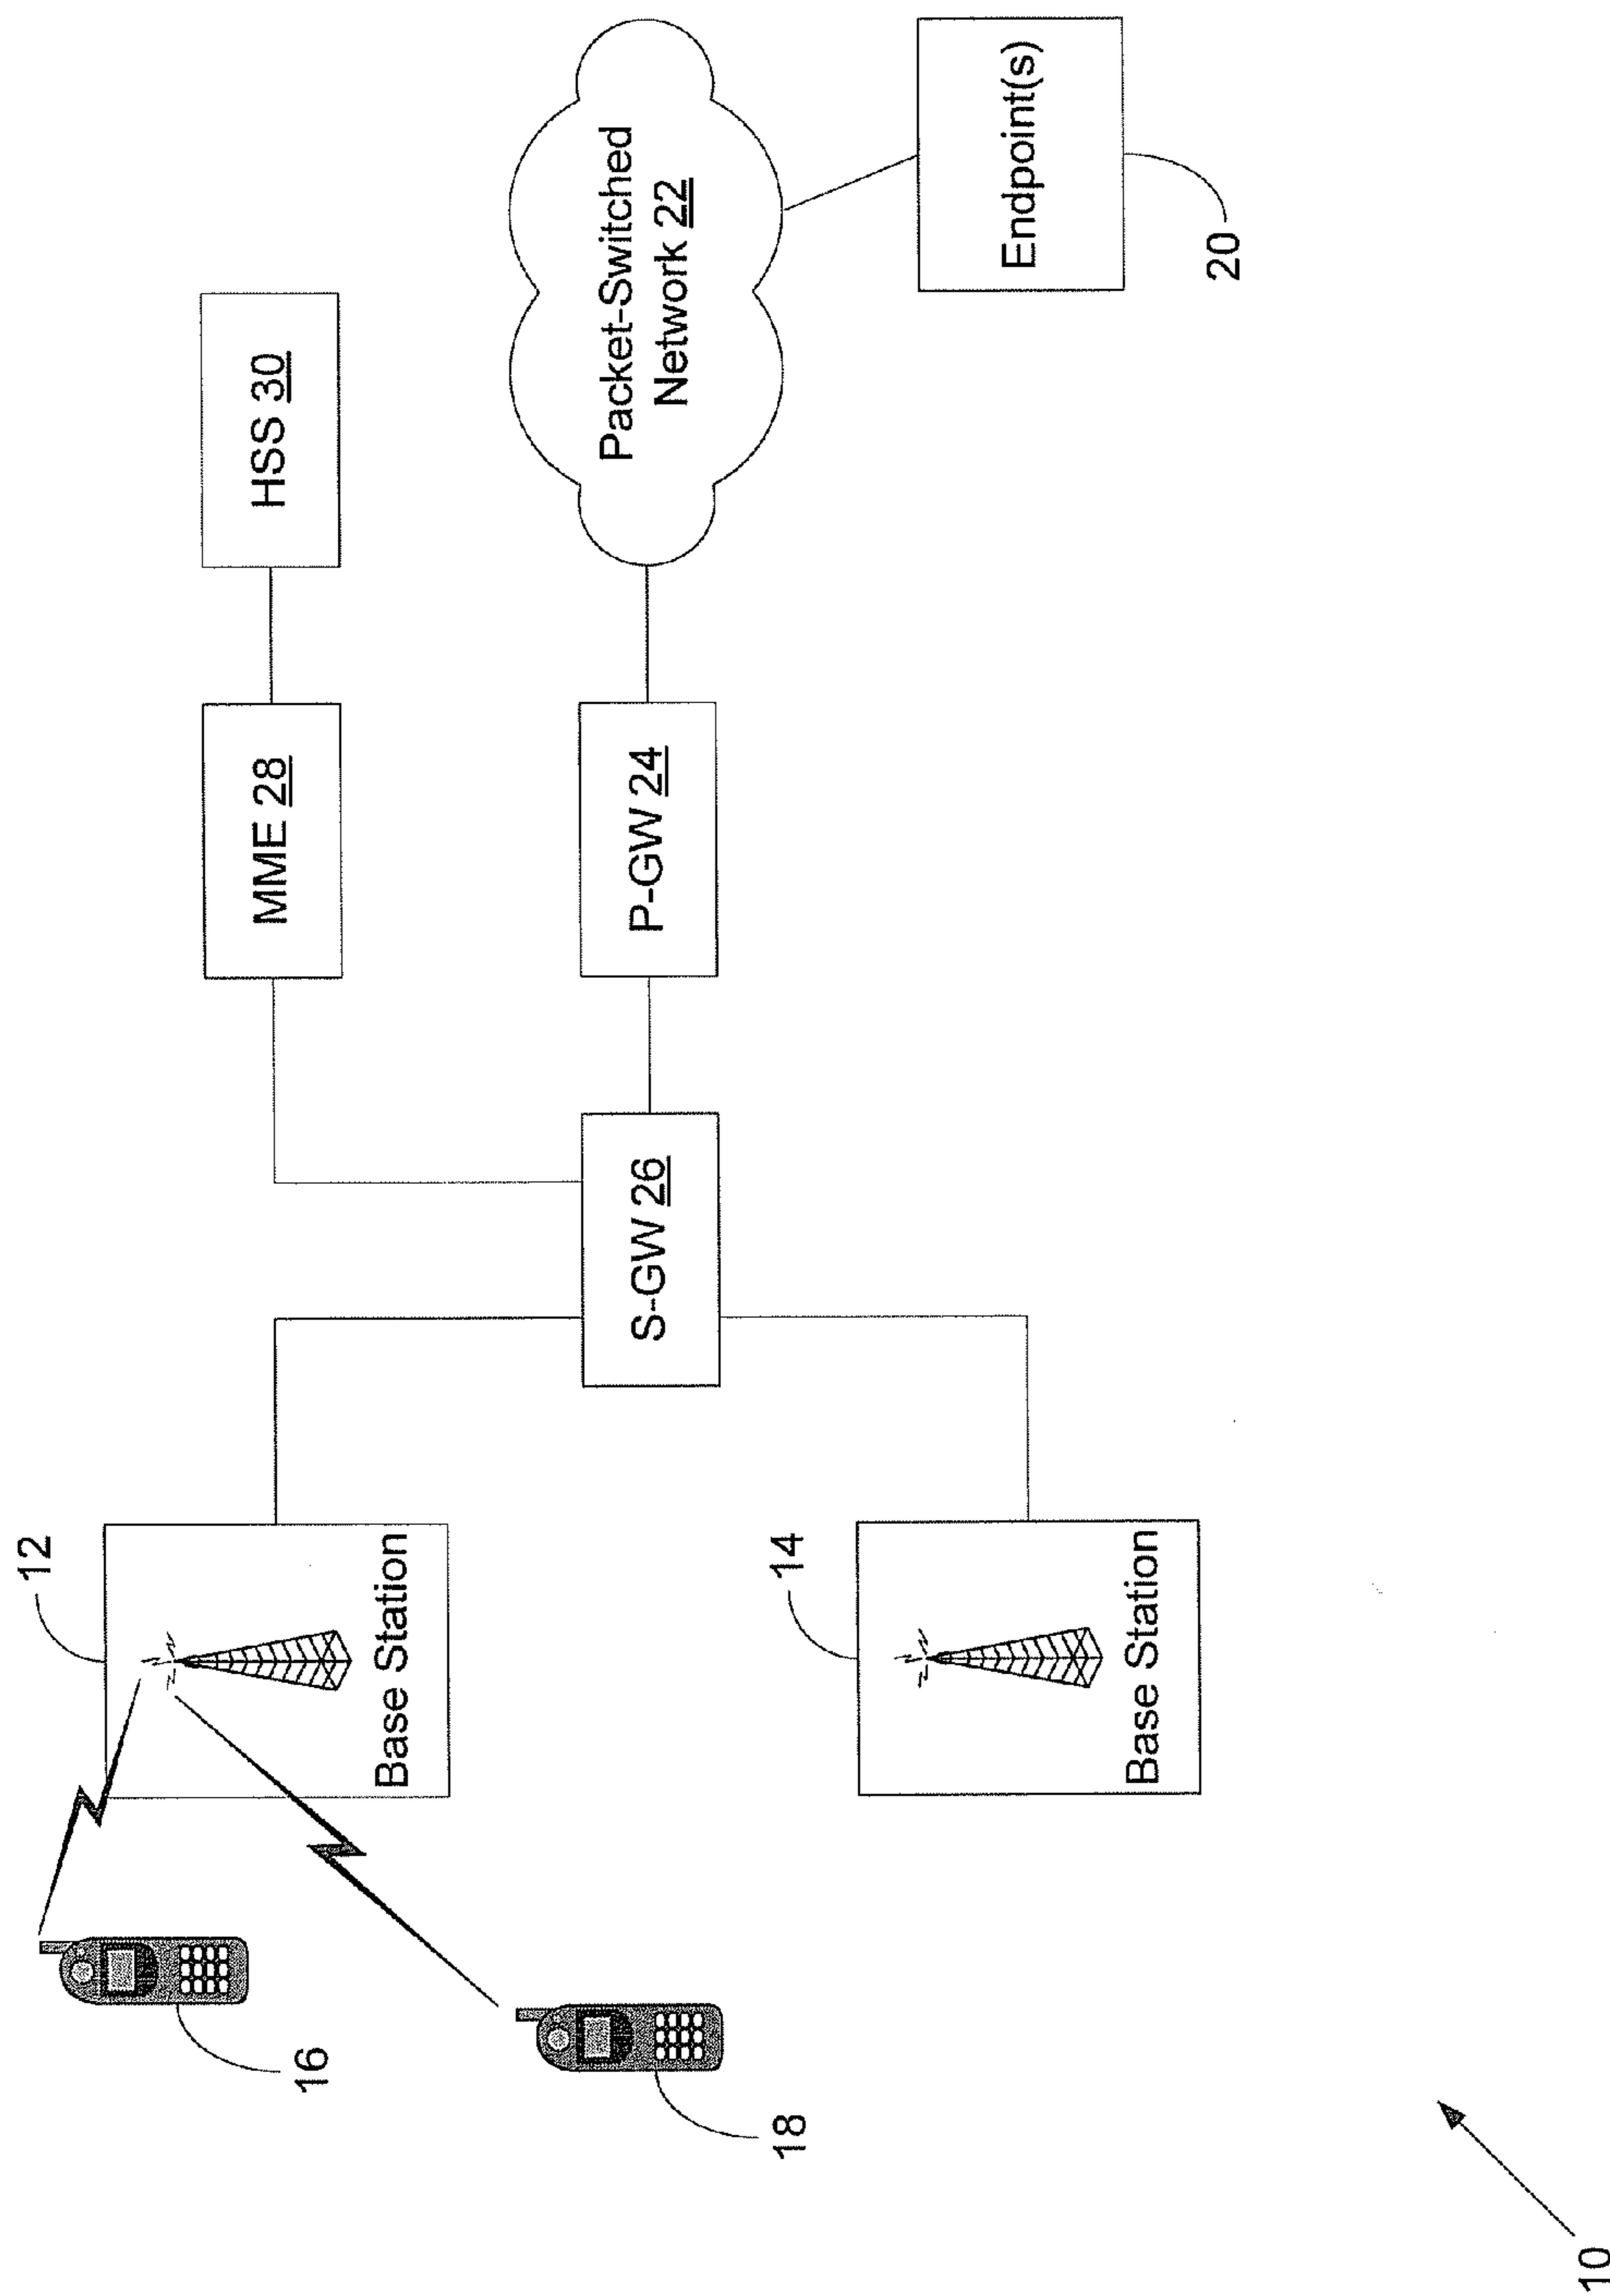 12
Base Station
16
18
14
Base Station
S-GW 26
MME 28
HSS 30
P-GW 24
Packet-Switched
Network 22
Endpoint(s)
20
10